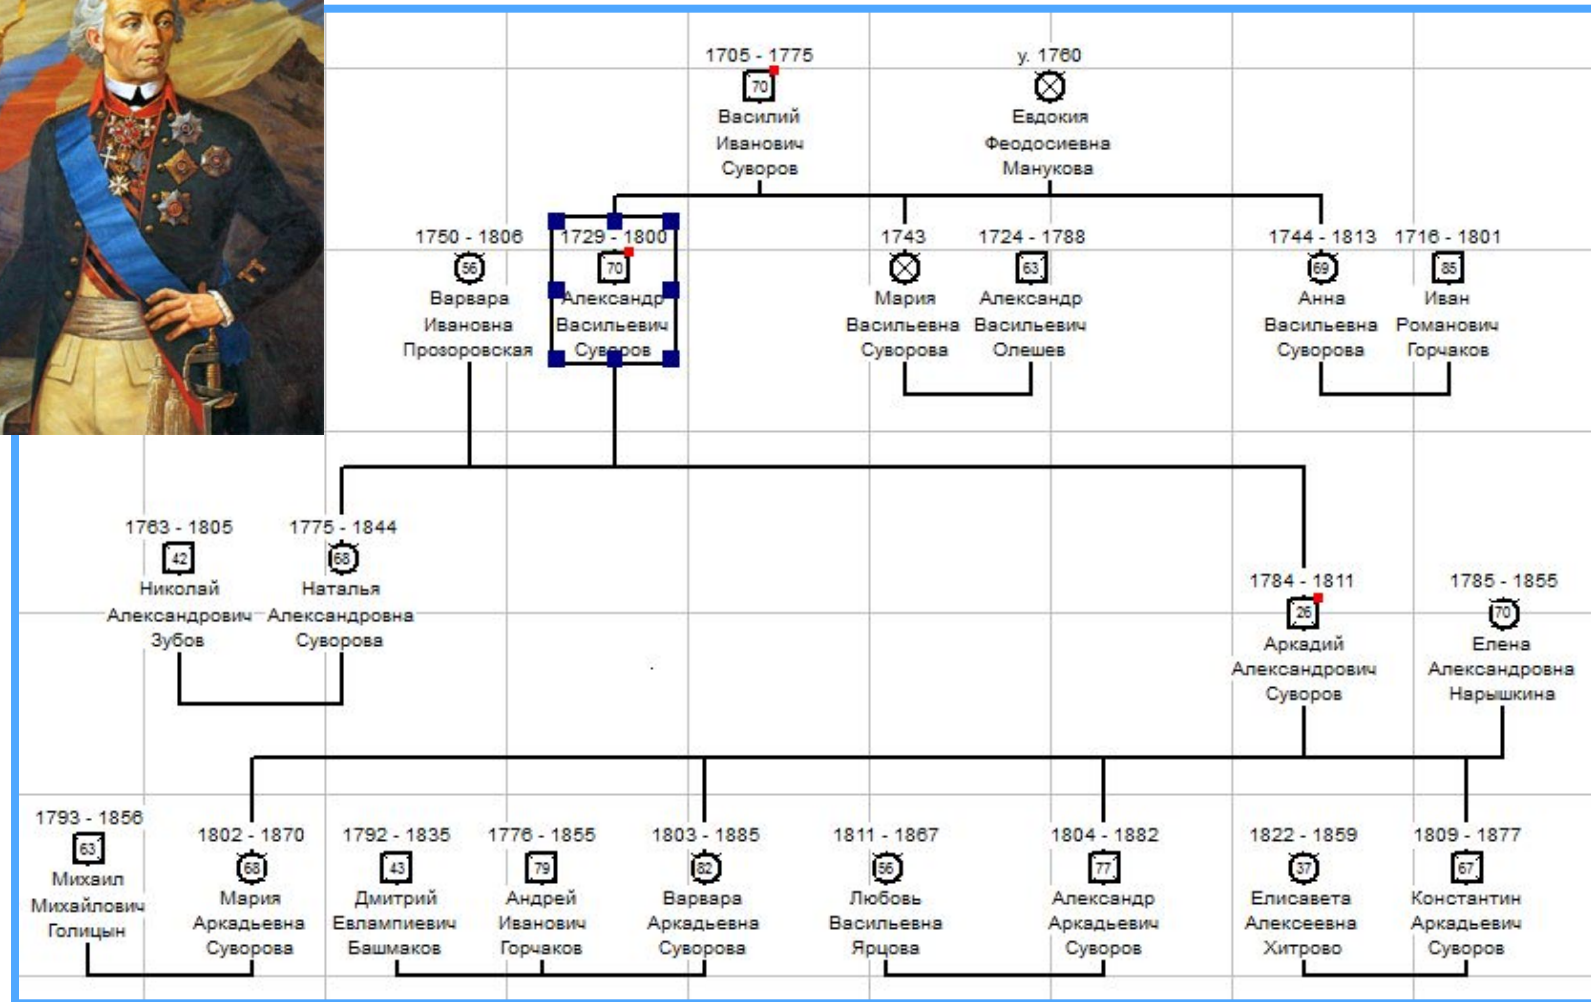 1705 - 1775
70
Василий
Иванович
Суворов
у. 1760
Евдокия
Феодосиевна
Манукова
1750 - 1806
56
Варвара
Ивановна
Прозоровская
1729 - 1800
70
Александр
Васильевич
Суворов
1743
Мария
Васильевна
Суворова
1724 - 1788
63
Александр
Васильевич
Олешев
1744 - 1813
69
Анна
Васильевна
Суворова
1716 - 1801
85
Иван
Романович
Горчаков
1763 - 1805
42
Николай
Александрович
Зубов
1775 - 1844
68
Наталья
Александровна
Суворова
1784 - 1811
26
Аркадий
Александрович
Суворов
1785 - 1855
70
Елена
Александровна
Нарышкина
1793 - 1856
63
Михаил
Михайлович
Голицын
1802 - 1870
68
Мария
Аркадьевна
Суворова
1792 - 1835
43
Дмитрий
Евлампиевич
Башмаков
1776 - 1855
79
Андрей
Иванович
Горчаков
1803 - 1885
82
Варвара
Аркадьевна
Суворова
1811 - 1867
56
Любовь
Васильевна
Ярцова
1804 - 1882
77
Александр
Аркадьевич
Суворов
1822 - 1859
37
Елисавета
Алексеевна
Хитрово
1809 - 1877
67
Константин
Аркадьевич
Суворов